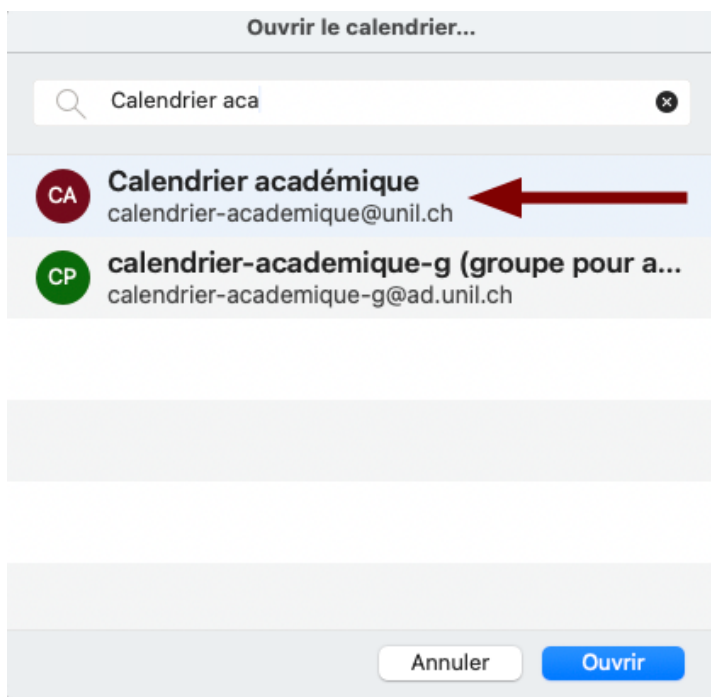 Ouvrir le calendrier...
Calendrier aca
CA
Calendrier académique
calendrier-academique@unil.ch
CP
calendrier-academique-g (groupe pour a...
calendrier-academique-g@ad.unil.ch
Annuler
Ouvrir